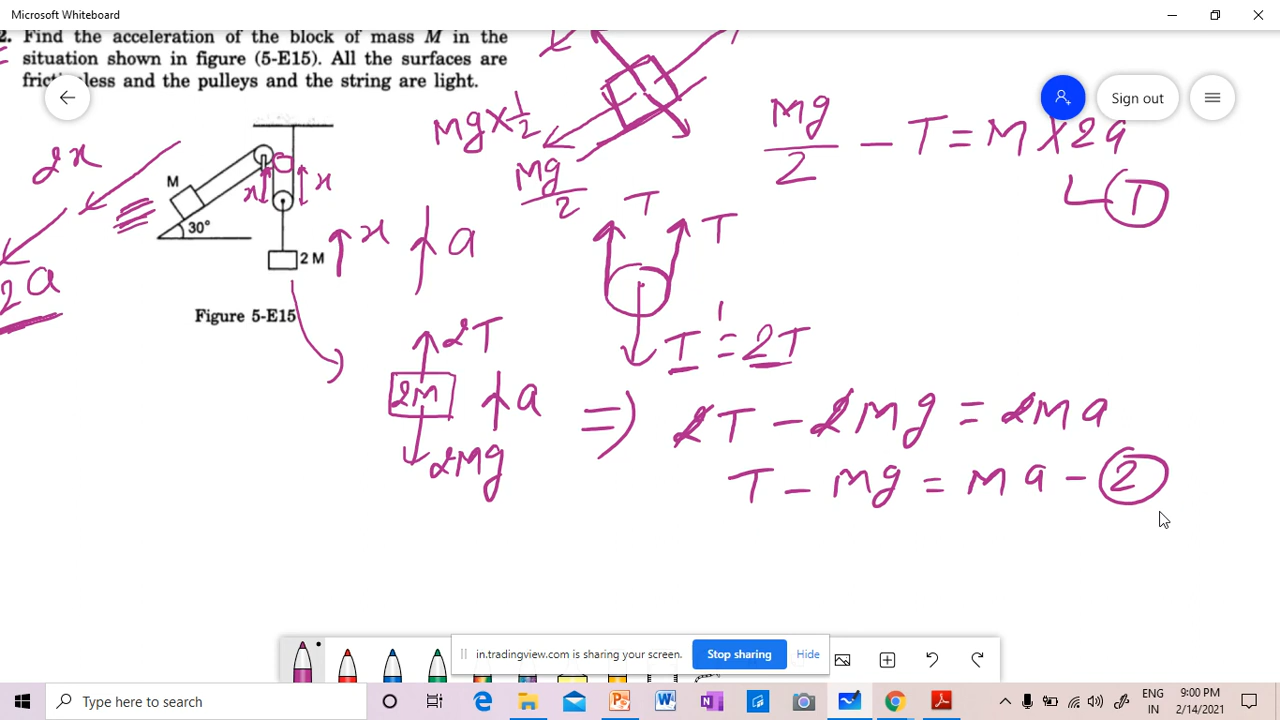 Microsoft Whiteboard
2. Find the acceleration of the block of mass M in the
situation shown in figure (5-E15). All the surfaces are
less and the pulleys and the string are light.
Sign out
M
30°
2 M
Figure 5-E15
2x
x
x
x
a
2a
Mg×1/2
Mg/2
Mg/2 - T = M × 2a
1
T
T
T' = 2T
2T
2M
a
2Mg
⇒ 2T - 2Mg = 2Ma
T - Mg = Ma - 2
in.tradingview.com is sharing your screen.
Stop sharing
Hide
Type here to search
ENG
IN
9:00 PM
2/14/2021